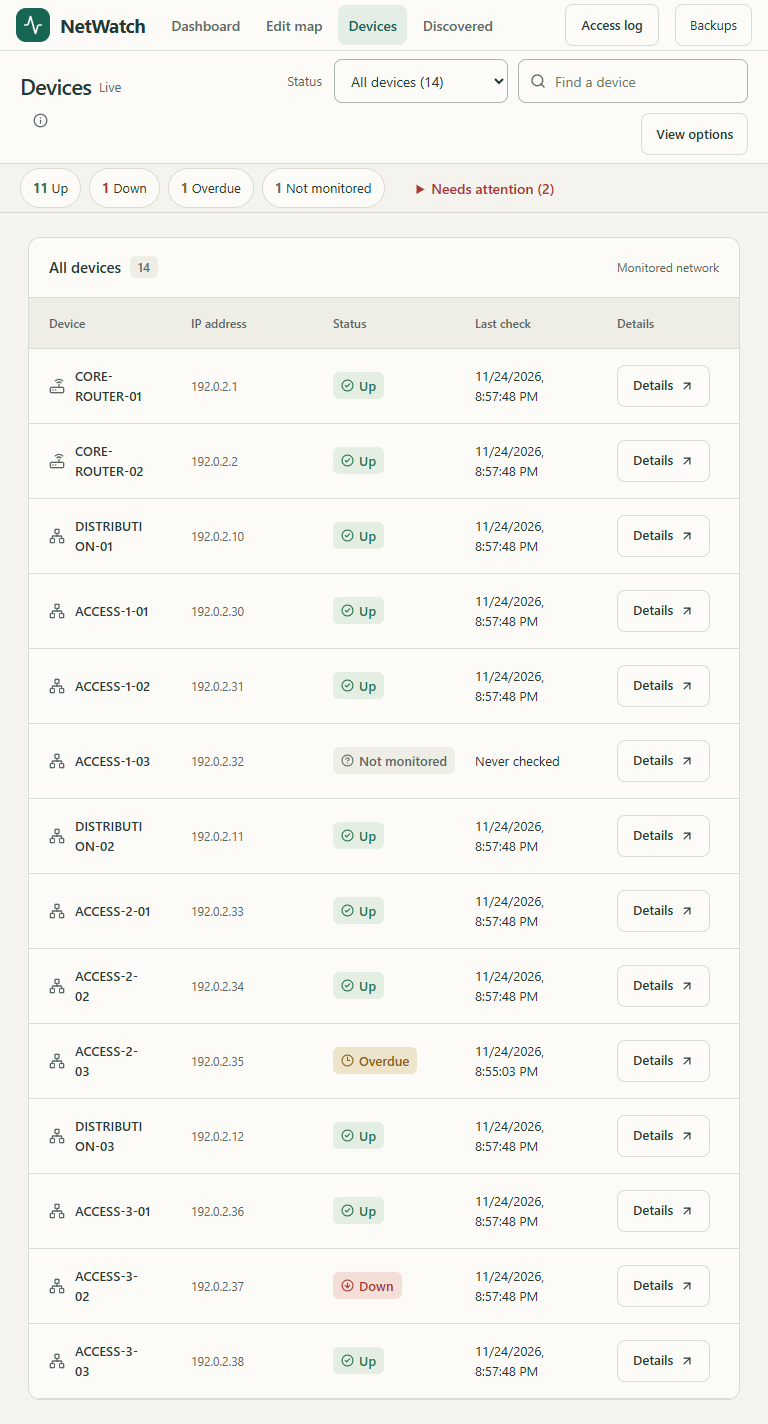 NetWatch Dashboard Edit map Devices Discovered Access log Backups
Devices Live Status All devices (14) Find a device
View options
11 Up 1 Down 1 Overdue 1 Not monitored Needs attention (2)
All devices 14 Monitored network
Device IP address Status Last check Details
CORE-
ROUTER-01 192.0.2.1 Up 11/24/2026,
8:57:48 PM Details
CORE-
ROUTER-02 192.0.2.2 Up 11/24/2026,
8:57:48 PM Details
DISTRIBUTI
ON-01 192.0.2.10 Up 11/24/2026,
8:57:48 PM Details
ACCESS-1-01 192.0.2.30 Up 11/24/2026,
8:57:48 PM Details
ACCESS-1-02 192.0.2.31 Up 11/24/2026,
8:57:48 PM Details
ACCESS-1-03 192.0.2.32 Not monitored Never checked Details
DISTRIBUTI
ON-02 192.0.2.11 Up 11/24/2026,
8:57:48 PM Details
ACCESS-2-01 192.0.2.33 Up 11/24/2026,
8:57:48 PM Details
ACCESS-2-
02 192.0.2.34 Up 11/24/2026,
8:57:48 PM Details
ACCESS-2-
03 192.0.2.35 Overdue 11/24/2026,
8:55:03 PM Details
DISTRIBUTI
ON-03 192.0.2.12 Up 11/24/2026,
8:57:48 PM Details
ACCESS-3-01 192.0.2.36 Up 11/24/2026,
8:57:48 PM Details
ACCESS-3-
02 192.0.2.37 Down 11/24/2026,
8:57:48 PM Details
ACCESS-3-
03 192.0.2.38 Up 11/24/2026,
8:57:48 PM Details